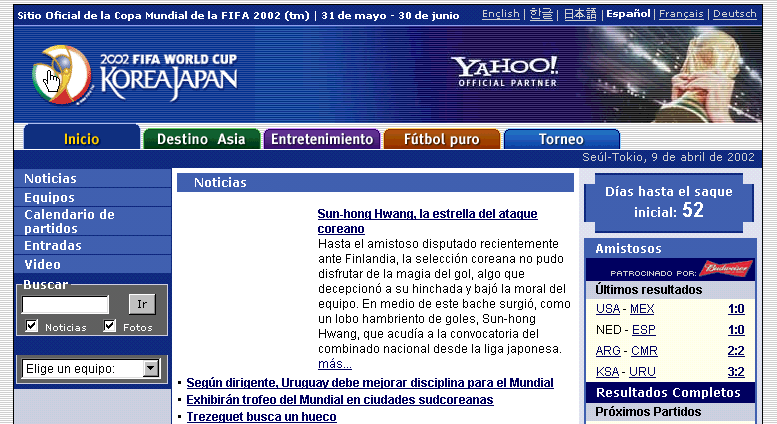 Sitio Oficial de la Copa Mundial de la FIFA 2002 (tm) | 31 de mayo - 30 de junio
English | 한글 | 日本語 | Español | Français | Deutsch
2002 FIFA WORLD CUP
KOREAJAPAN
YAHOO!
OFFICIAL PARTNER
Inicio
Destino Asia
Entretenimiento
Fútbol puro
Torneo
Seúl-Tokio, 9 de abril de 2002
Noticias
Equipos
Calendario de
partidos
Entradas
Video
Buscar
Ir
Noticias
Fotos
Elige un equipo:
Noticias
Sun-hong Hwang, la estrella del ataque
coreano
Hasta el amistoso disputado recientemente
ante Finlandia, la selección coreana no pudo
disfrutar de la magia del gol, algo que
decepcionó a su hinchada y bajó la moral del
equipo. En medio de este bache surgió, como
un lobo hambriento de goles, Sun-hong
Hwang, que acudía a la convocatoria del
combinado nacional desde la liga japonesa.
más...
• Según dirigente, Uruguay debe mejorar disciplina para el Mundial
• Exhibirán trofeo del Mundial en ciudades sudcoreanas
• Trezeguet busca un hueco
Días hasta el saque
inicial: 52
Amistosos
PATROCINADO POR: Budweiser
Últimos resultados
USA - MEX 1:0
NED - ESP 1:0
ARG - CMR 2:2
KSA - URU 3:2
Resultados Completos
Próximos Partidos